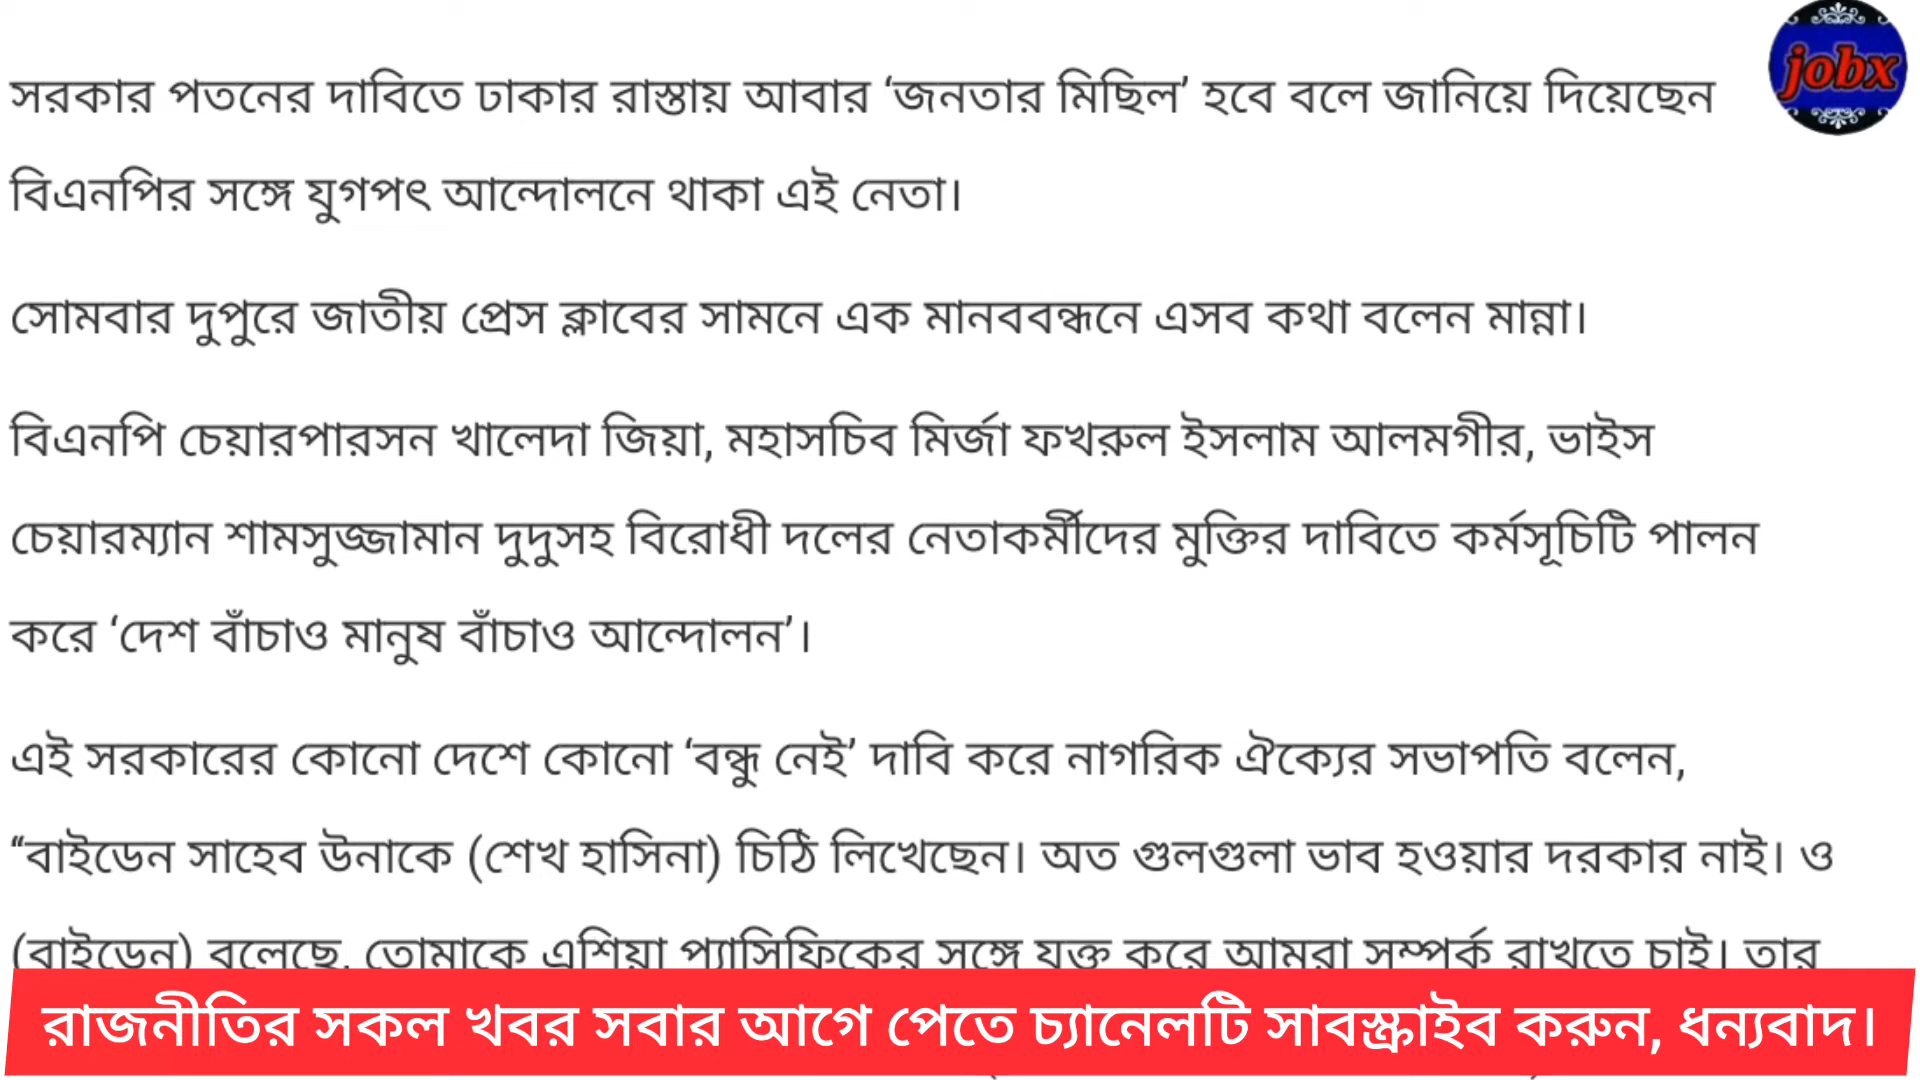 jobx
সরকার পতনের দাবিতে ঢাকার রাস্তায় আবার ‘জনতার মিছিল’ হবে বলে জানিয়ে দিয়েছেন
বিএনপির সঙ্গে যুগপৎ আন্দোলনে থাকা এই নেতা।
সোমবার দুপুরে জাতীয় প্রেস ক্লাবের সামনে এক মানববন্ধনে এসব কথা বলেন মান্না।
বিএনপি চেয়ারপারসন খালেদা জিয়া, মহাসচিব মির্জা ফখরুল ইসলাম আলমগীর, ভাইস
চেয়ারম্যান শামসুজ্জামান দুদুসহ বিরোধী দলের নেতাকর্মীদের মুক্তির দাবিতে কর্মসূচিটি পালন
করে ‘দেশ বাঁচাও মানুষ বাঁচাও আন্দোলন’।
এই সরকারের কোনো দেশে কোনো ‘বন্ধু নেই’ দাবি করে নাগরিক ঐক্যের সভাপতি বলেন,
“বাইডেন সাহেব উনাকে (শেখ হাসিনা) চিঠি লিখেছেন। অত গুলগুলা ভাব হওয়ার দরকার নাই। ও
(বাইডেন) বলেছে, তোমাকে এশিয়া প্যাসিফিকের সঙ্গে যুক্ত করে আমরা সম্পর্ক রাখতে চাই। তার
রাজনীতির সকল খবর সবার আগে পেতে চ্যানেলটি সাবস্ক্রাইব করুন, ধন্যবাদ।